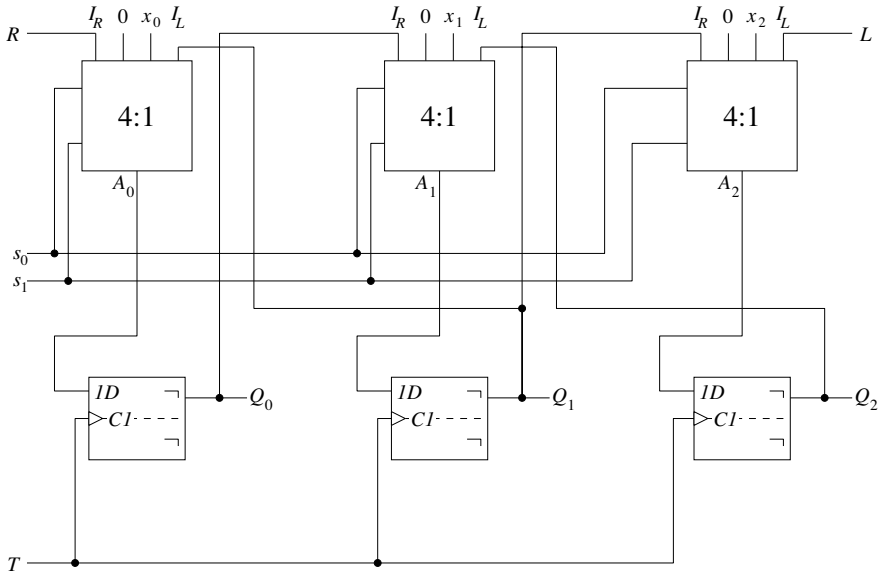 I_R 0 x_0 I_L I_R 0 x_1 I_L I_R 0 x_2 I_L
R L
4:1 4:1 4:1
A_0 A_1 A_2
s_0
s_1
1D 1D 1D
Q_0 Q_1 Q_2
C1 C1 C1
T